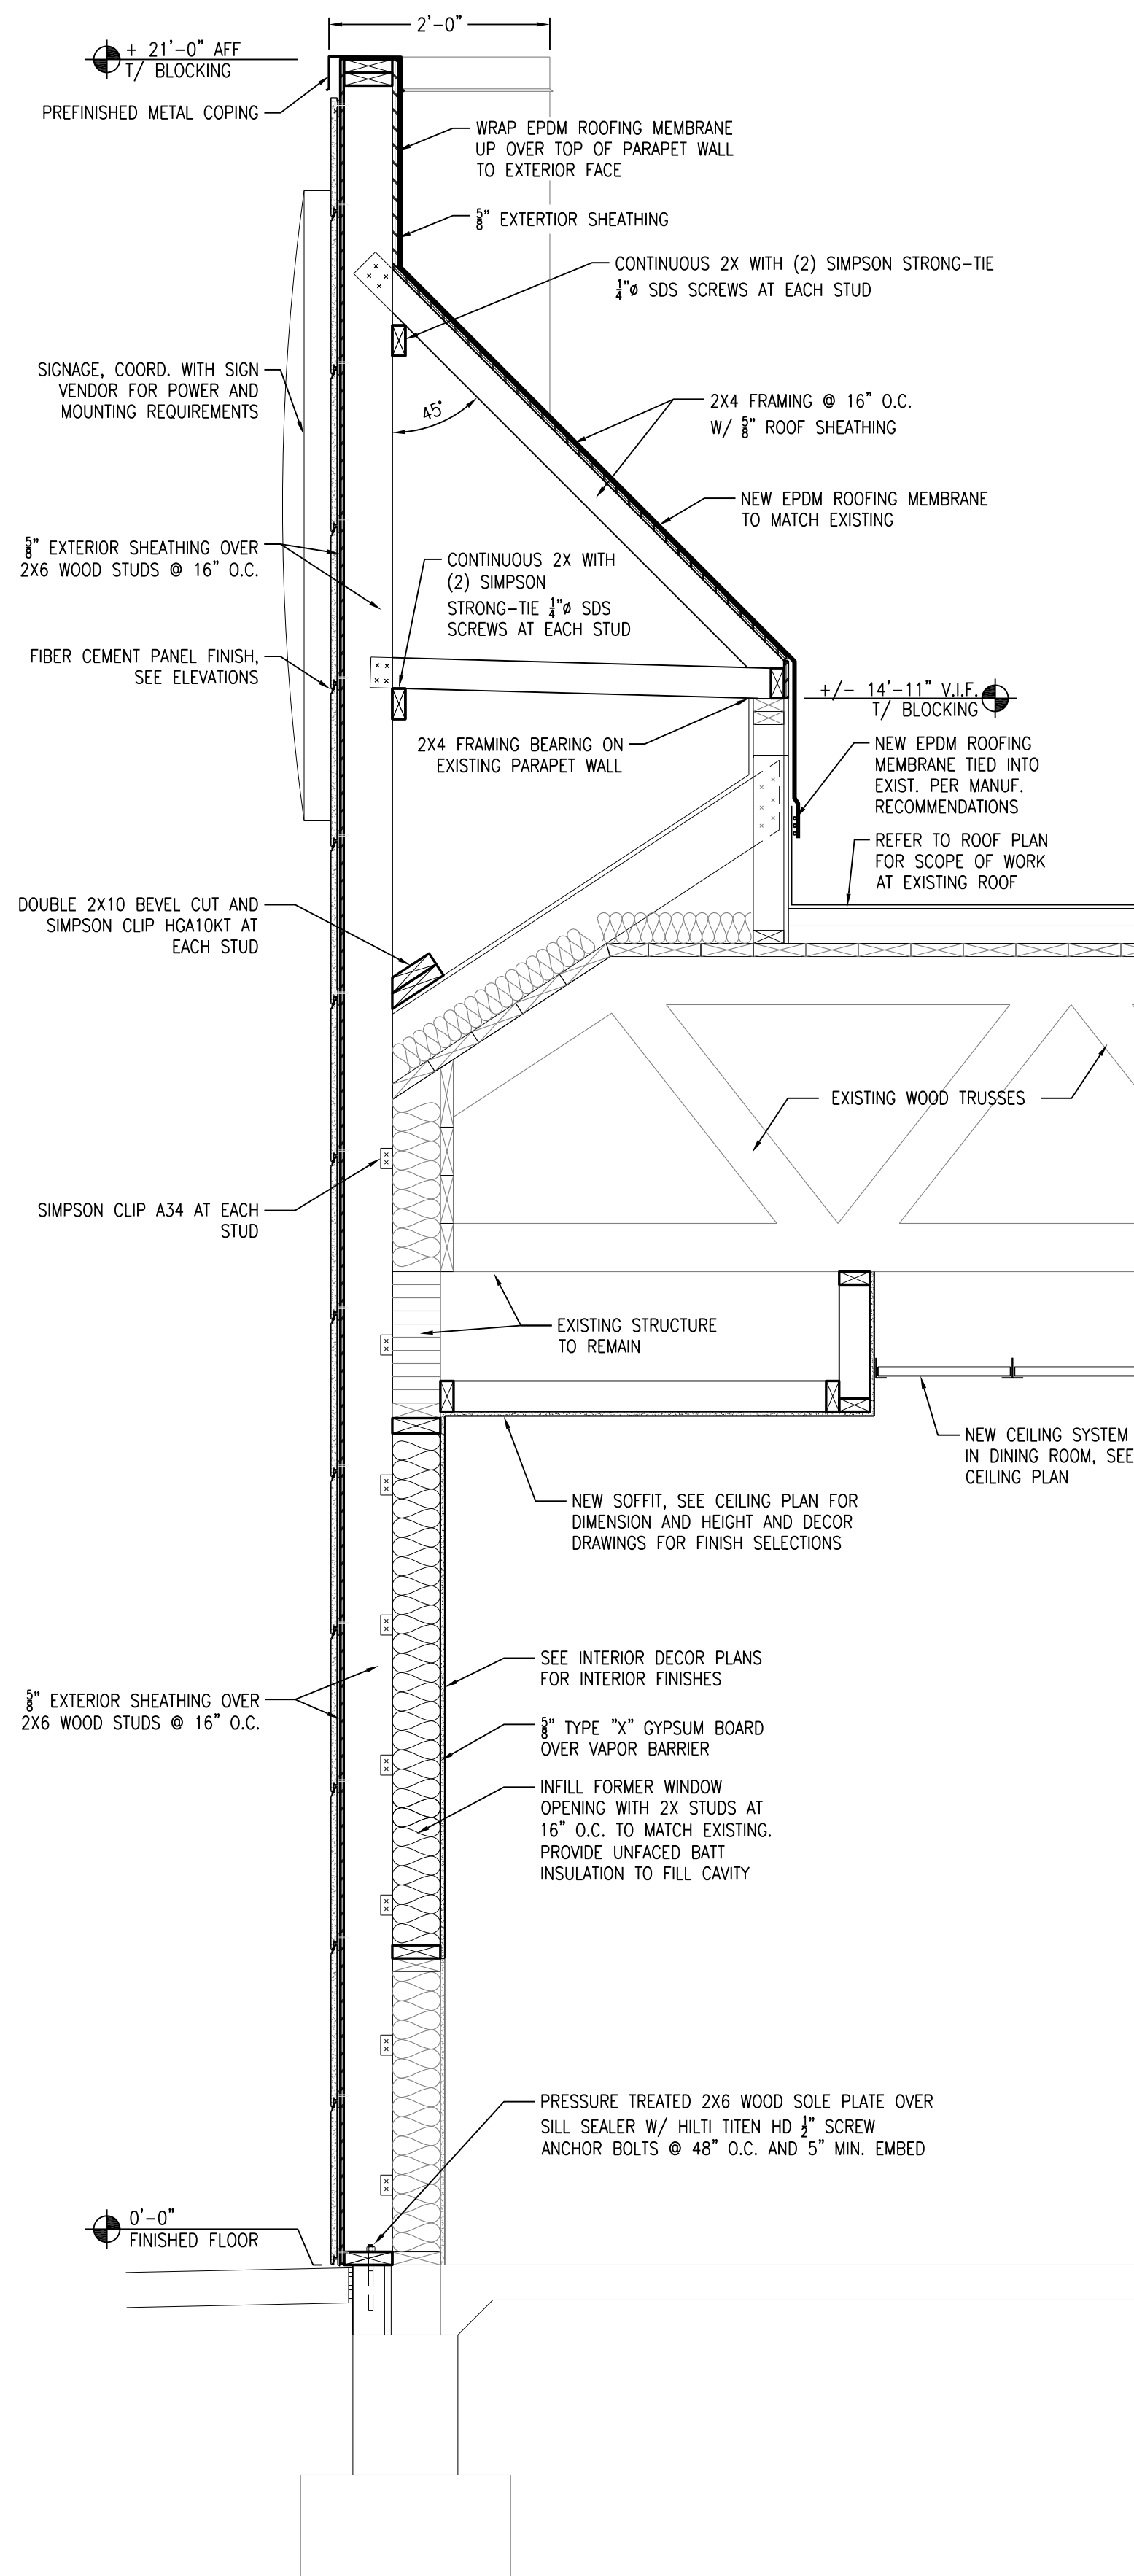 2'-0"
+ 21'-0" AFF
T/ BLOCKING
PREFINISHED METAL COPING
WRAP EPDM ROOFING MEMBRANE
UP OVER TOP OF PARAPET WALL
TO EXTERIOR FACE
5/8" EXTERTIOR SHEATHING
CONTINUOUS 2X WITH (2) SIMPSON STRONG-TIE
1/4"ø SDS SCREWS AT EACH STUD
SIGNAGE, COORD. WITH SIGN
VENDOR FOR POWER AND
MOUNTING REQUIREMENTS
45°
2X4 FRAMING @ 16" O.C.
W/ 5/8" ROOF SHEATHING
NEW EPDM ROOFING MEMBRANE
TO MATCH EXISTING
5/8" EXTERIOR SHEATHING OVER
2X6 WOOD STUDS @ 16" O.C.
CONTINUOUS 2X WITH
(2) SIMPSON
STRONG-TIE 1/4"ø SDS
SCREWS AT EACH STUD
FIBER CEMENT PANEL FINISH,
SEE ELEVATIONS
+/- 14'-11" V.I.F.
T/ BLOCKING
2X4 FRAMING BEARING ON
EXISTING PARAPET WALL
NEW EPDM ROOFING
MEMBRANE TIED INTO
EXIST. PER MANUF.
RECOMMENDATIONS
REFER TO ROOF PLAN
FOR SCOPE OF WORK
AT EXISTING ROOF
DOUBLE 2X10 BEVEL CUT AND
SIMPSON CLIP HGA10KT AT
EACH STUD
EXISTING WOOD TRUSSES
SIMPSON CLIP A34 AT EACH
STUD
EXISTING STRUCTURE
TO REMAIN
NEW CEILING SYSTEM
IN DINING ROOM, SEE
CEILING PLAN
NEW SOFFIT, SEE CEILING PLAN FOR
DIMENSION AND HEIGHT AND DECOR
DRAWINGS FOR FINISH SELECTIONS
SEE INTERIOR DECOR PLANS
FOR INTERIOR FINISHES
5/8" EXTERIOR SHEATHING OVER
2X6 WOOD STUDS @ 16" O.C.
5/8" TYPE "X" GYPSUM BOARD
OVER VAPOR BARRIER
INFILL FORMER WINDOW
OPENING WITH 2X STUDS AT
16" O.C. TO MATCH EXISTING.
PROVIDE UNFACED BATT
INSULATION TO FILL CAVITY
PRESSURE TREATED 2X6 WOOD SOLE PLATE OVER
SILL SEALER W/ HILTI TITEN HD 1/2" SCREW
ANCHOR BOLTS @ 48" O.C. AND 5" MIN. EMBED
0'-0"
FINISHED FLOOR